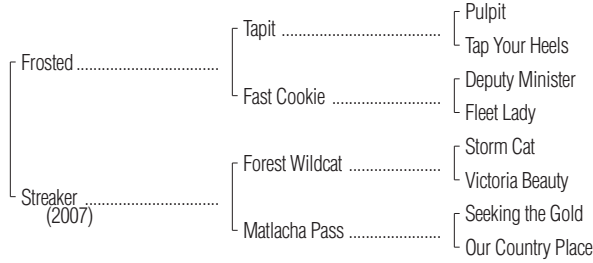 Pulpit
Tapit ........................................
Tap Your Heels
Frosted ....................................
Deputy Minister
Fast Cookie ...........................
Fleet Lady
Storm Cat
Forest Wildcat .......................
Victoria Beauty
Streaker ..................................
(2007)
Seeking the Gold
Matlacha Pass .......................
Our Country Place